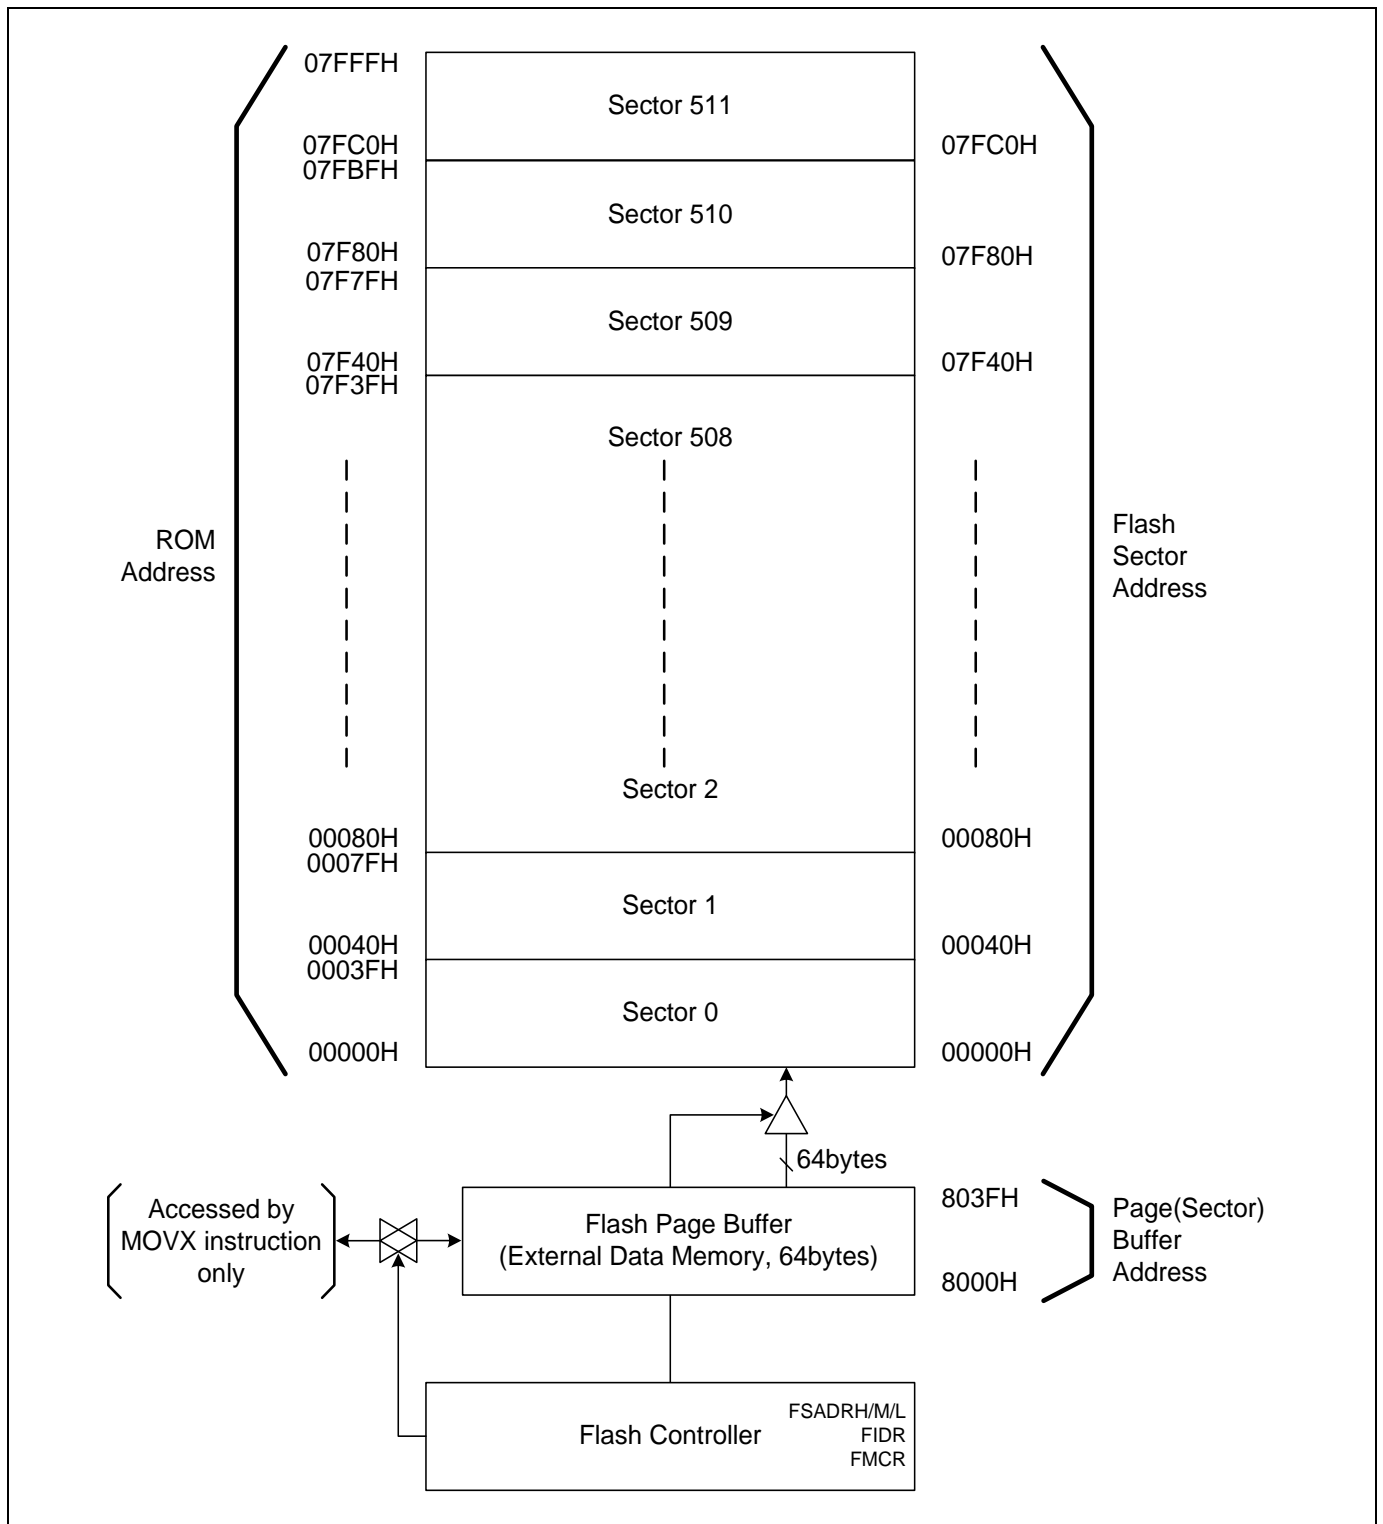 07FFFH
Sector 511
07FC0H
07FC0H
07FBFH
Sector 510
07F80H
07F80H
07F7FH
Sector 509
07F40H
07F40H
07F3FH
Sector 508
ROM
Address
Flash
Sector
Address
Sector 2
00080H
00080H
0007FH
Sector 1
00040H
00040H
0003FH
Sector 0
00000H
00000H
64bytes
Accessed by
MOVX instruction
only
Flash Page Buffer
(External Data Memory, 64bytes)
803FH
8000H
Page(Sector)
Buffer
Address
Flash Controller
FSADRH/M/L
FIDR
FMCR